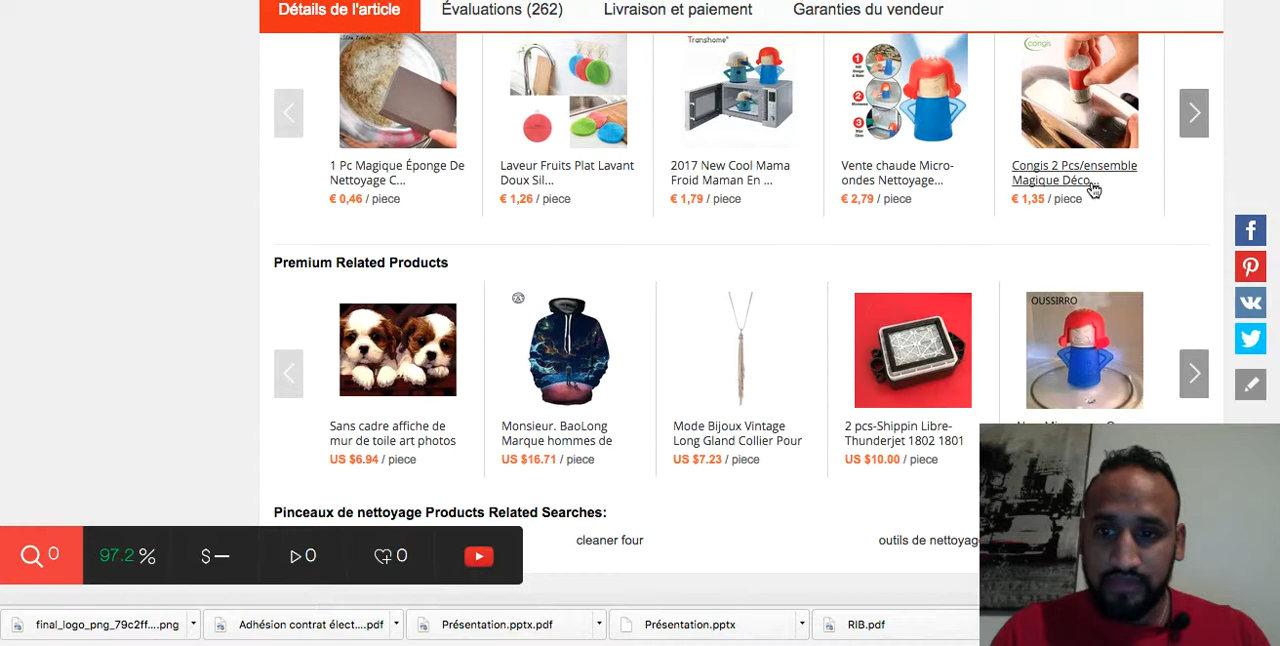 Détails de l'article
Évaluations (262)
Livraison et paiement
Garanties du vendeur
Transhome®
congis
1 Pc Magique Éponge De
Nettoyage C...
€ 0,46 / piece
Laveur Fruits Plat Lavant
Doux Sil...
€ 1,26 / piece
2017 New Cool Mama
Froid Maman En ...
€ 1,79 / piece
Vente chaude Micro-
ondes Nettoyage...
€ 2,79 / piece
Congis 2 Pcs/ensemble
Magique Déco...
€ 1,35 / piece
Premium Related Products
OUSSIRRO
Sans cadre affiche de
mur de toile art photos
US $6.94 / piece
Monsieur. BaoLong
Marque hommes de
US $16.71 / piece
Mode Bijoux Vintage
Long Gland Collier Pour
US $7.23 / piece
2 pcs-Shippin Libre-
Thunderjet 1802 1801
US $10.00 / piece
Pinceaux de nettoyage Products Related Searches:
cleaner four
outils de nettoyage
0
97.2 %
$ —
0
0
final_logo_png_79c2ff....png
Adhésion contrat élect....pdf
Présentation.pptx.pdf
Présentation.pptx
RIB.pdf